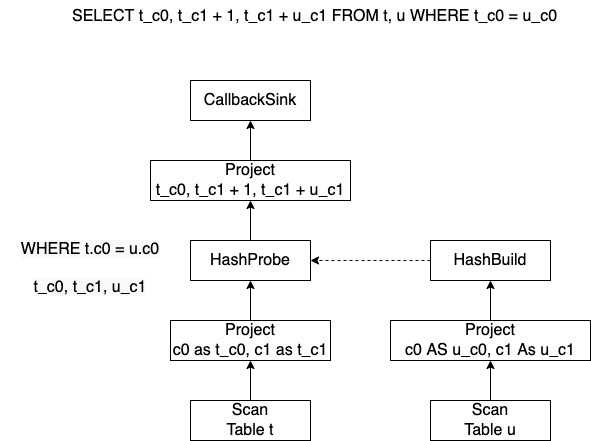 SELECT t_c0, t_c1 + 1, t_c1 + u_c1 FROM t, u WHERE t_c0 = u_c0
CallbackSink
Project
t_c0, t_c1 + 1, t_c1 + u_c1
WHERE t.c0 = u.c0
t_c0, t_c1, u_c1
HashProbe
HashBuild
Project
c0 as t_c0, c1 as t_c1
Project
c0 AS u_c0, c1 As u_c1
Scan
Table t
Scan
Table u